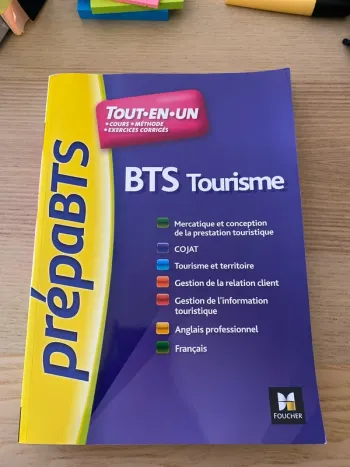 prépaBTS
TOUT•EN•UN
• COURS • MÉTHODE
• EXERCICES CORRIGÉS
BTS Tourisme
Mercatique et conception
de la prestation touristique
COJAT
Tourisme et territoire
Gestion de la relation client
Gestion de l'information
touristique
Anglais professionnel
Français
FOUCHER